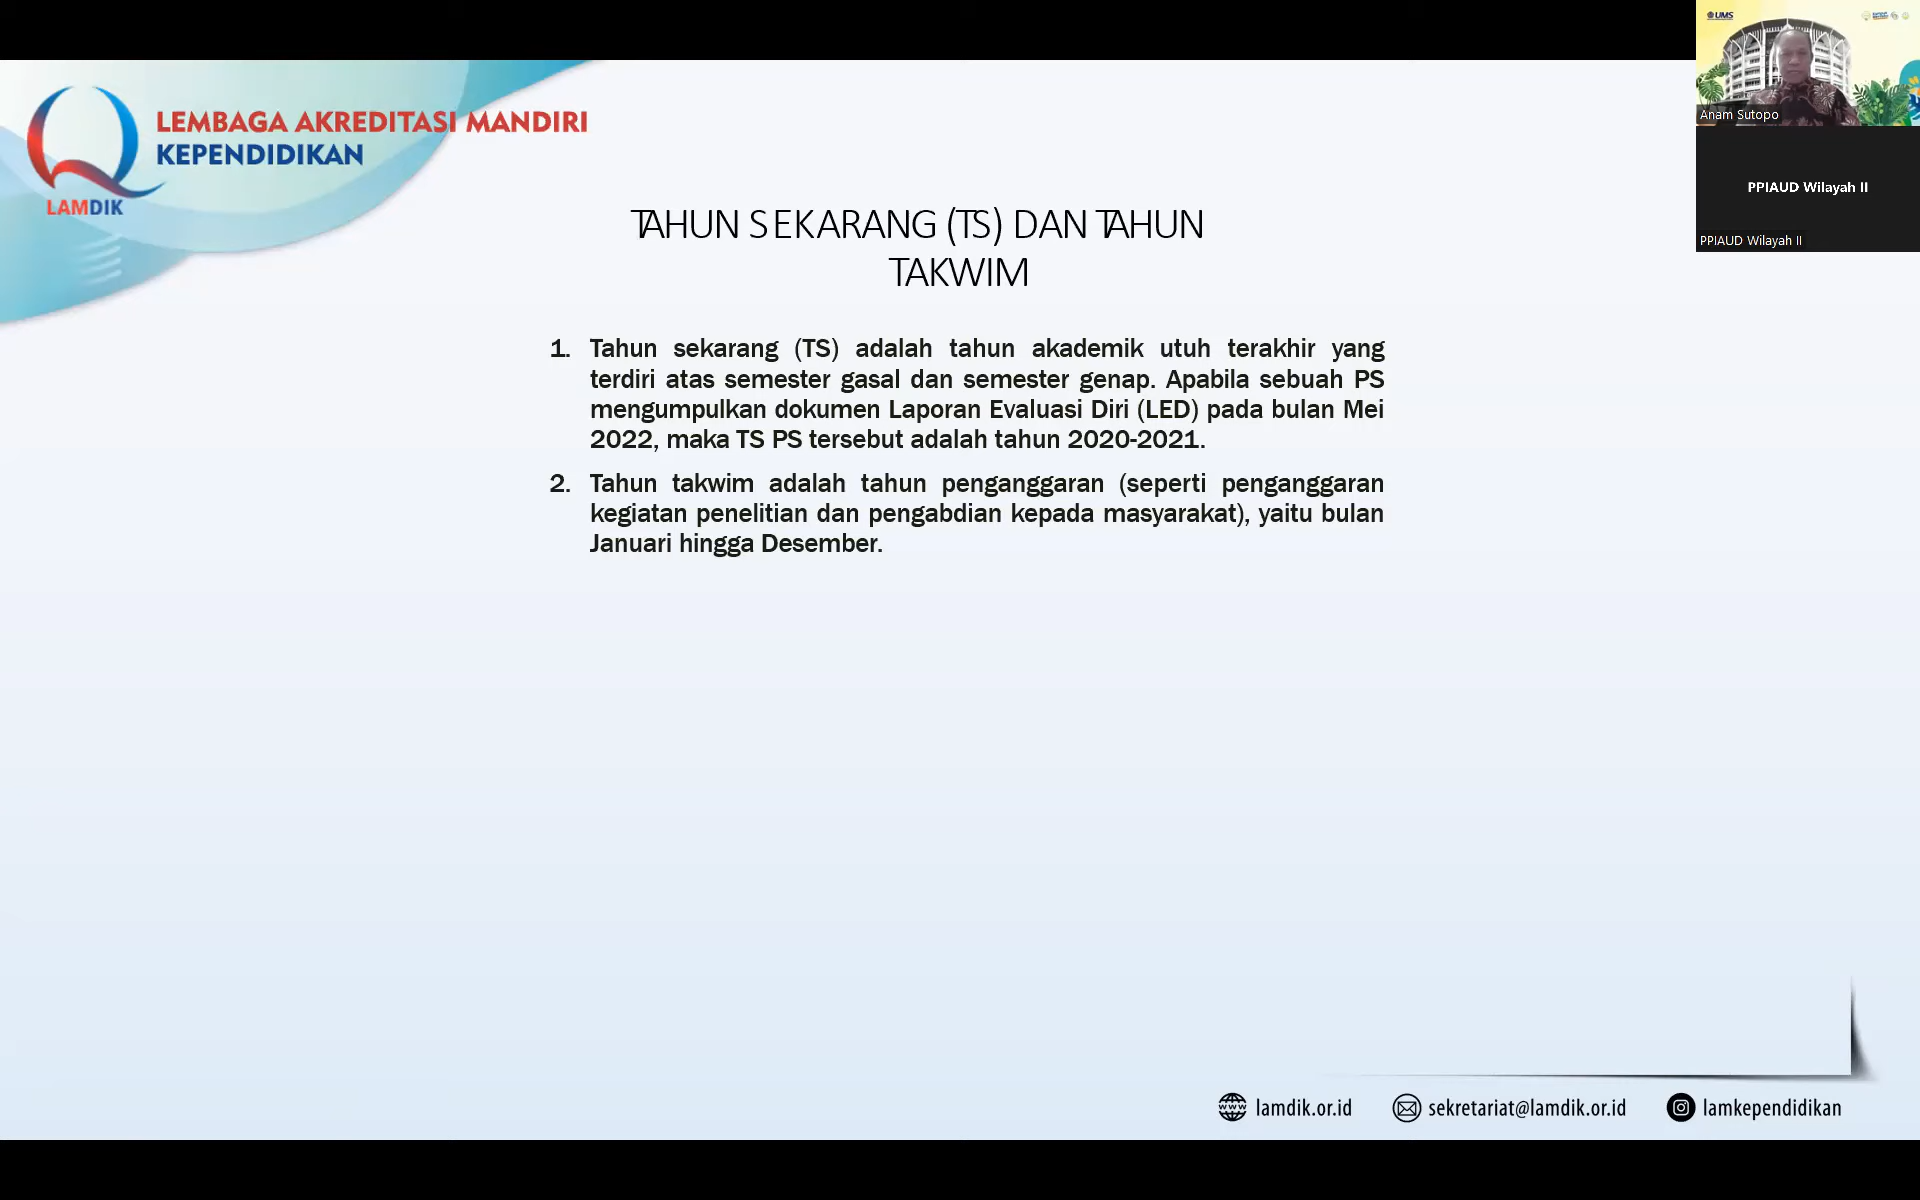 LEMBAGA AKREDITASI MANDIRI
KEPENDIDIKAN
LAMDIK
UMS
Anam Sutopo
PPIAUD Wilayah II
PPIAUD Wilayah II
TAHUN SEKARANG (TS) DAN TAHUN
TAKWIM
1. Tahun sekarang (TS) adalah tahun akademik utuh terakhir yang
terdiri atas semester gasal dan semester genap. Apabila sebuah PS
mengumpulkan dokumen Laporan Evaluasi Diri (LED) pada bulan Mei
2022, maka TS PS tersebut adalah tahun 2020-2021.
2. Tahun takwim adalah tahun penganggaran (seperti penganggaran
kegiatan penelitian dan pengabdian kepada masyarakat), yaitu bulan
Januari hingga Desember.
www lamdik.or.id
sekretariat@lamdik.or.id
lamkependidikan